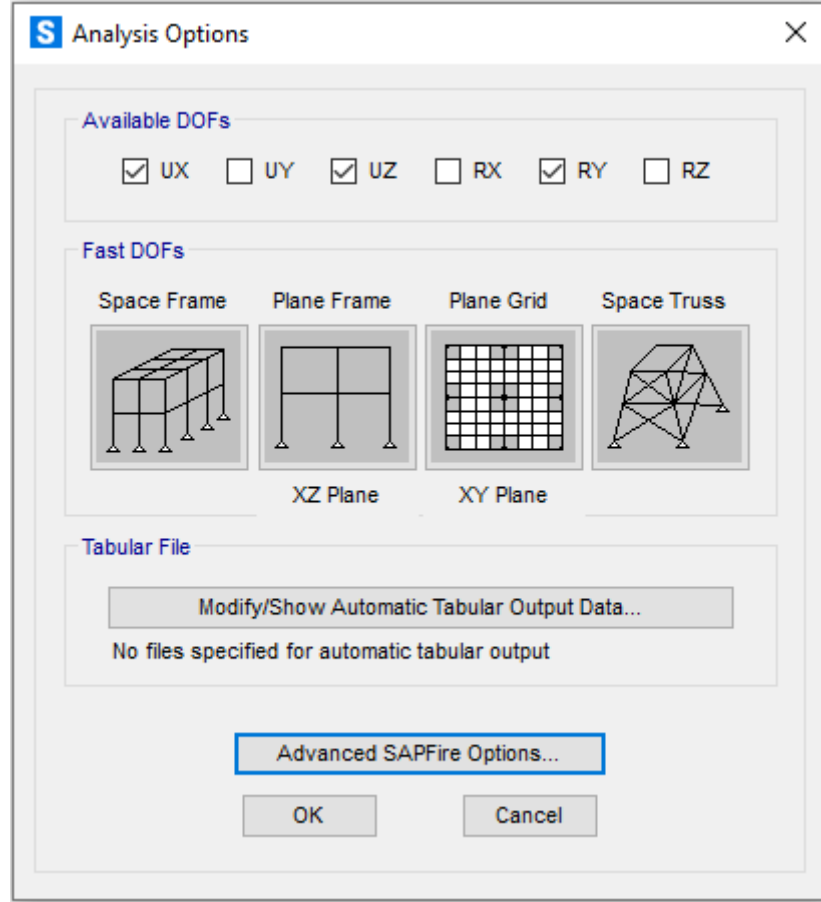 S Analysis Options
Available DOFs
UX UY UZ RX RY RZ
Fast DOFs
Space Frame Plane Frame Plane Grid Space Truss
XZ Plane XY Plane
Tabular File
Modify/Show Automatic Tabular Output Data...
No files specified for automatic tabular output
Advanced SAPFire Options...
OK Cancel